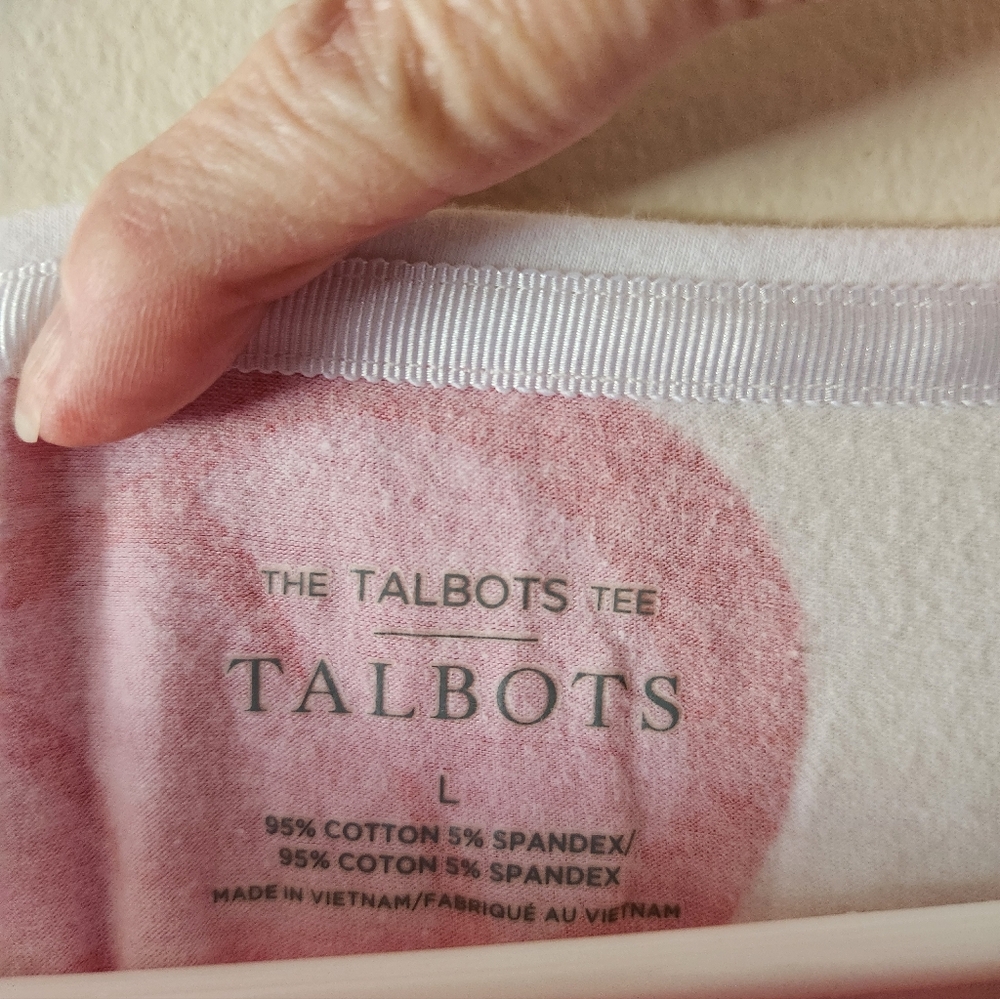 THE TALBOTS TEE
TALBOTS
L
95% COTTON 5% SPANDEX/
95% COTON 5% SPANDEX
MADE IN VIETNAM/FABRIQUÉ AU VIETNAM